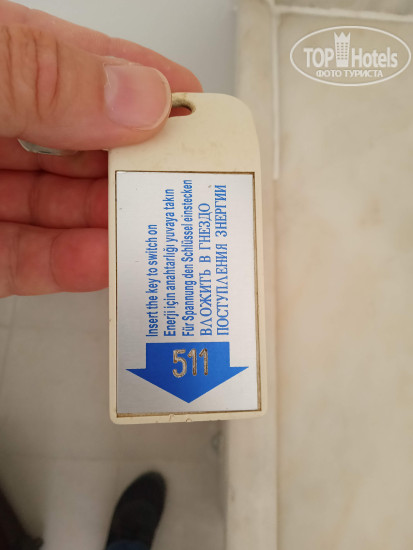 TOP Hotels
ФОТО ТУРИСТА
Insert the key to switch on
Enerji için anahtarlığı yuvaya takın
Für Spannung den Schlüssel einstecken
ВЛОЖИТЬ В ГНЕЗДО
ПОСТУПЛЕНИЯ ЗНЕРГИИ
511